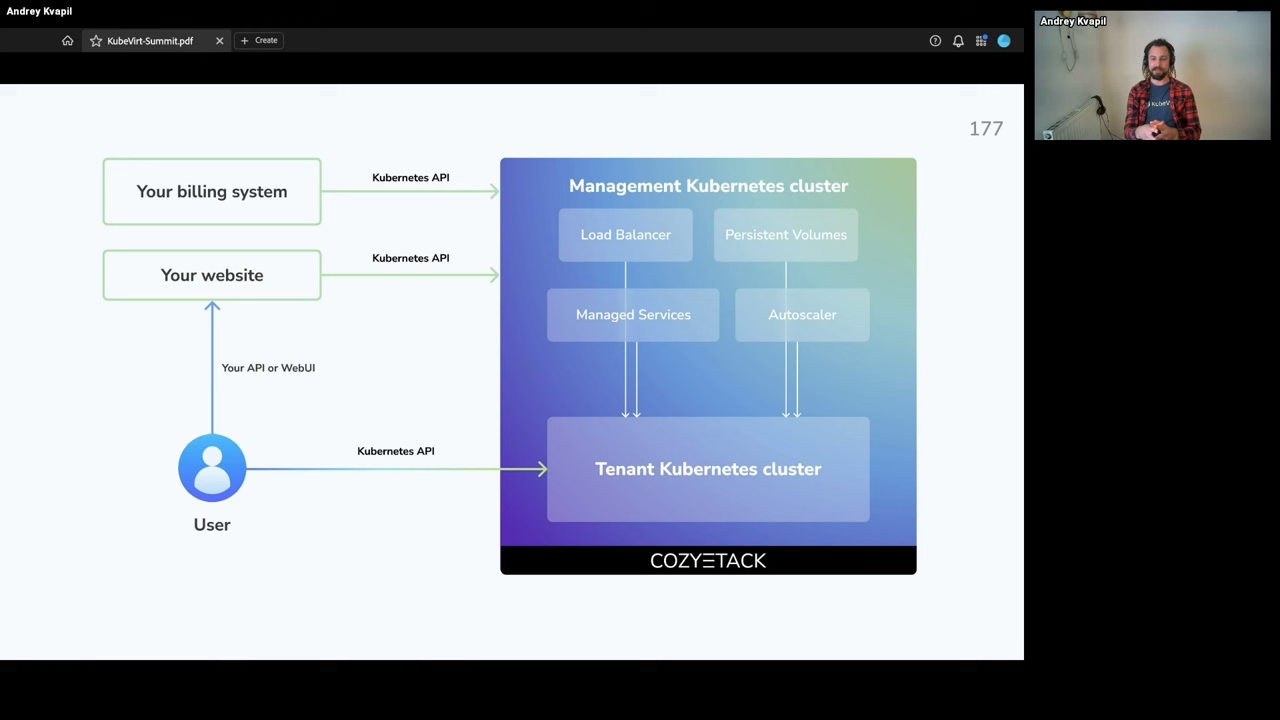 Andrey Kvapil
KubeVirt-Summit.pdf
Create
Andrey Kvapil
177
Your billing system
Kubernetes API
Management Kubernetes cluster
Load Balancer
Persistent Volumes
Your website
Kubernetes API
Managed Services
Autoscaler
Your API or WebUI
Kubernetes API
Tenant Kubernetes cluster
User
COZYΞTACK